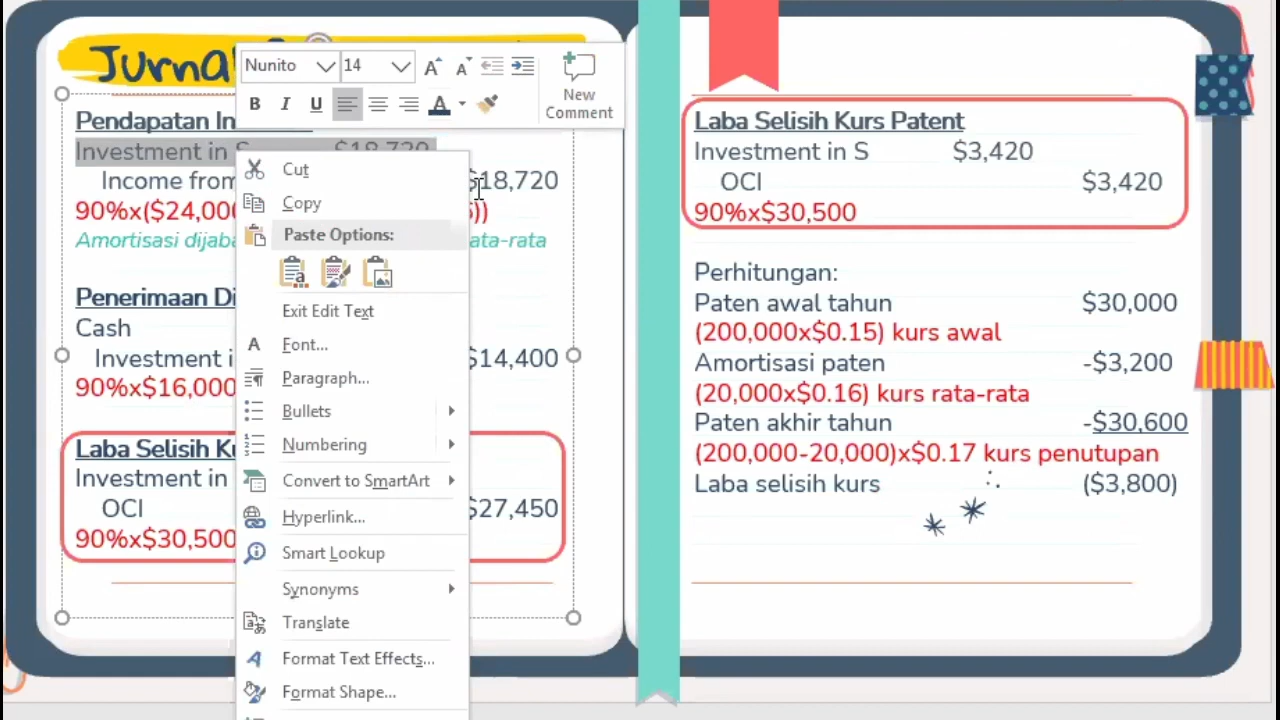 Jurnal
Nunito
14
New
Comment
B I U
Pendapatan In
Investment in S $18,720
Income from $18,720
90%x($24,000 ))
Amortisasi dijaba ata-rata
Penerimaan Di
Cash
Investment i $14,400
90%x$16,000
Laba Selisih Ku
Investment in
OCI $27,450
90%x$30,500
Cut
Copy
Paste Options:
Exit Edit Text
Font...
Paragraph...
Bullets
Numbering
Convert to SmartArt
Hyperlink...
Smart Lookup
Synonyms
Translate
Format Text Effects...
Format Shape...
Laba Selisih Kurs Patent
Investment in S $3,420
OCI $3,420
90%x$30,500
Perhitungan:
Paten awal tahun $30,000
(200,000x$0.15) kurs awal
Amortisasi paten -$3,200
(20,000x$0.16) kurs rata-rata
Paten akhir tahun -$30,600
(200,000-20,000)x$0.17 kurs penutupan
Laba selisih kurs ($3,800)